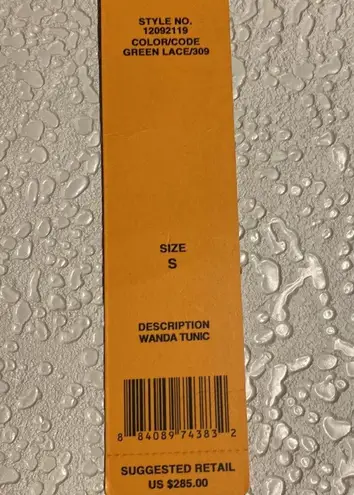 STYLE NO.
12092119
COLOR/CODE
GREEN LACE/309
SIZE
S
DESCRIPTION
WANDA TUNIC
8 84089 74383 2
SUGGESTED RETAIL
US $285.00